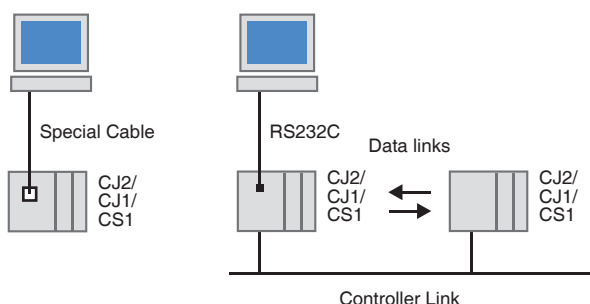 Special Cable
CJ2/
CJ1/
CS1
RS232C
Data links
CJ2/
CJ1/
CS1
CJ2/
CJ1/
CS1
Controller Link